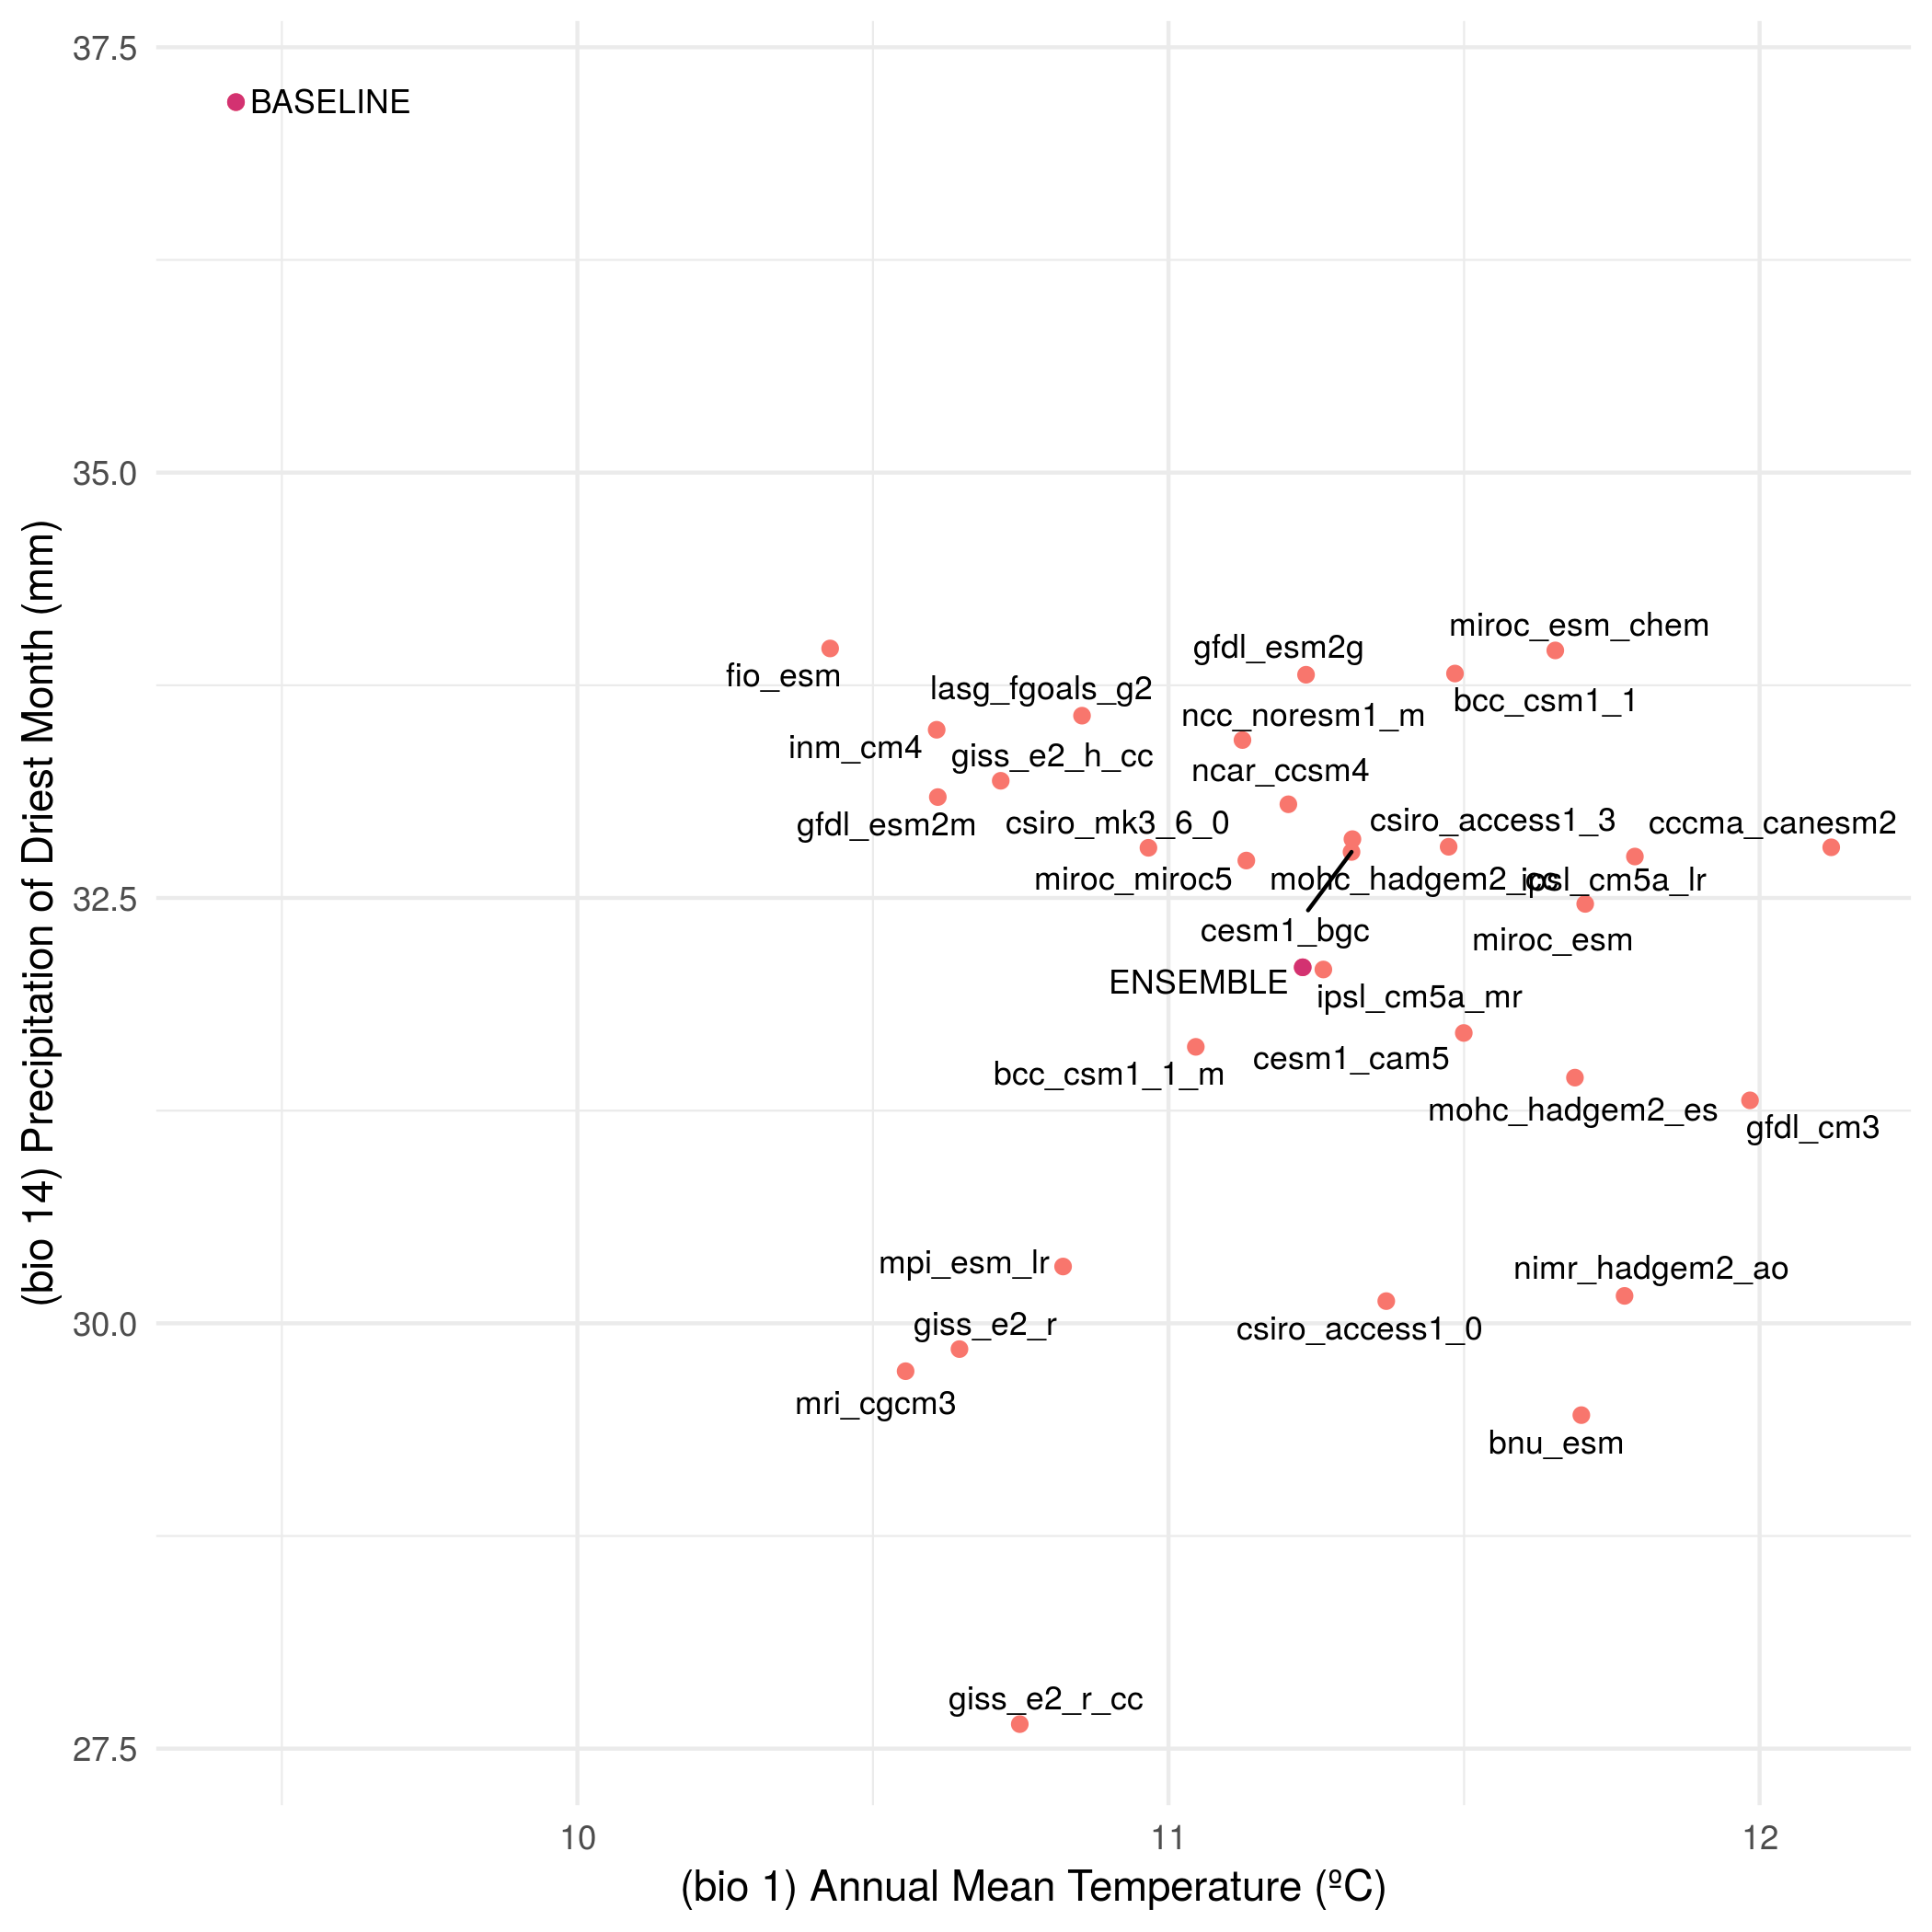 37.5
BASELINE
35.0
miroc_esm_chem
gfdl_esm2g
fio_esm
lasg_fgoals_g2
bcc_csm1_1
ncc_noresm1_m
inm_cm4
giss_e2_h_cc
ncar_ccsm4
gfdl_esm2m
csiro_mk3_6_0
csiro_access1_3
cccma_canesm2
miroc_miroc5
mohc_hadgem2_cc
ipsl_cm5a_lr
32.5
cesm1_bgc
miroc_esm
ENSEMBLE
ipsl_cm5a_mr
cesm1_cam5
bcc_csm1_1_m
mohc_hadgem2_es
gfdl_cm3
mpi_esm_lr
nimr_hadgem2_ao
30.0
giss_e2_r
csiro_access1_0
mri_cgcm3
bnu_esm
giss_e2_r_cc
27.5
10
11
12
(bio 1) Annual Mean Temperature (ºC)
(bio 14) Precipitation of Driest Month (mm)